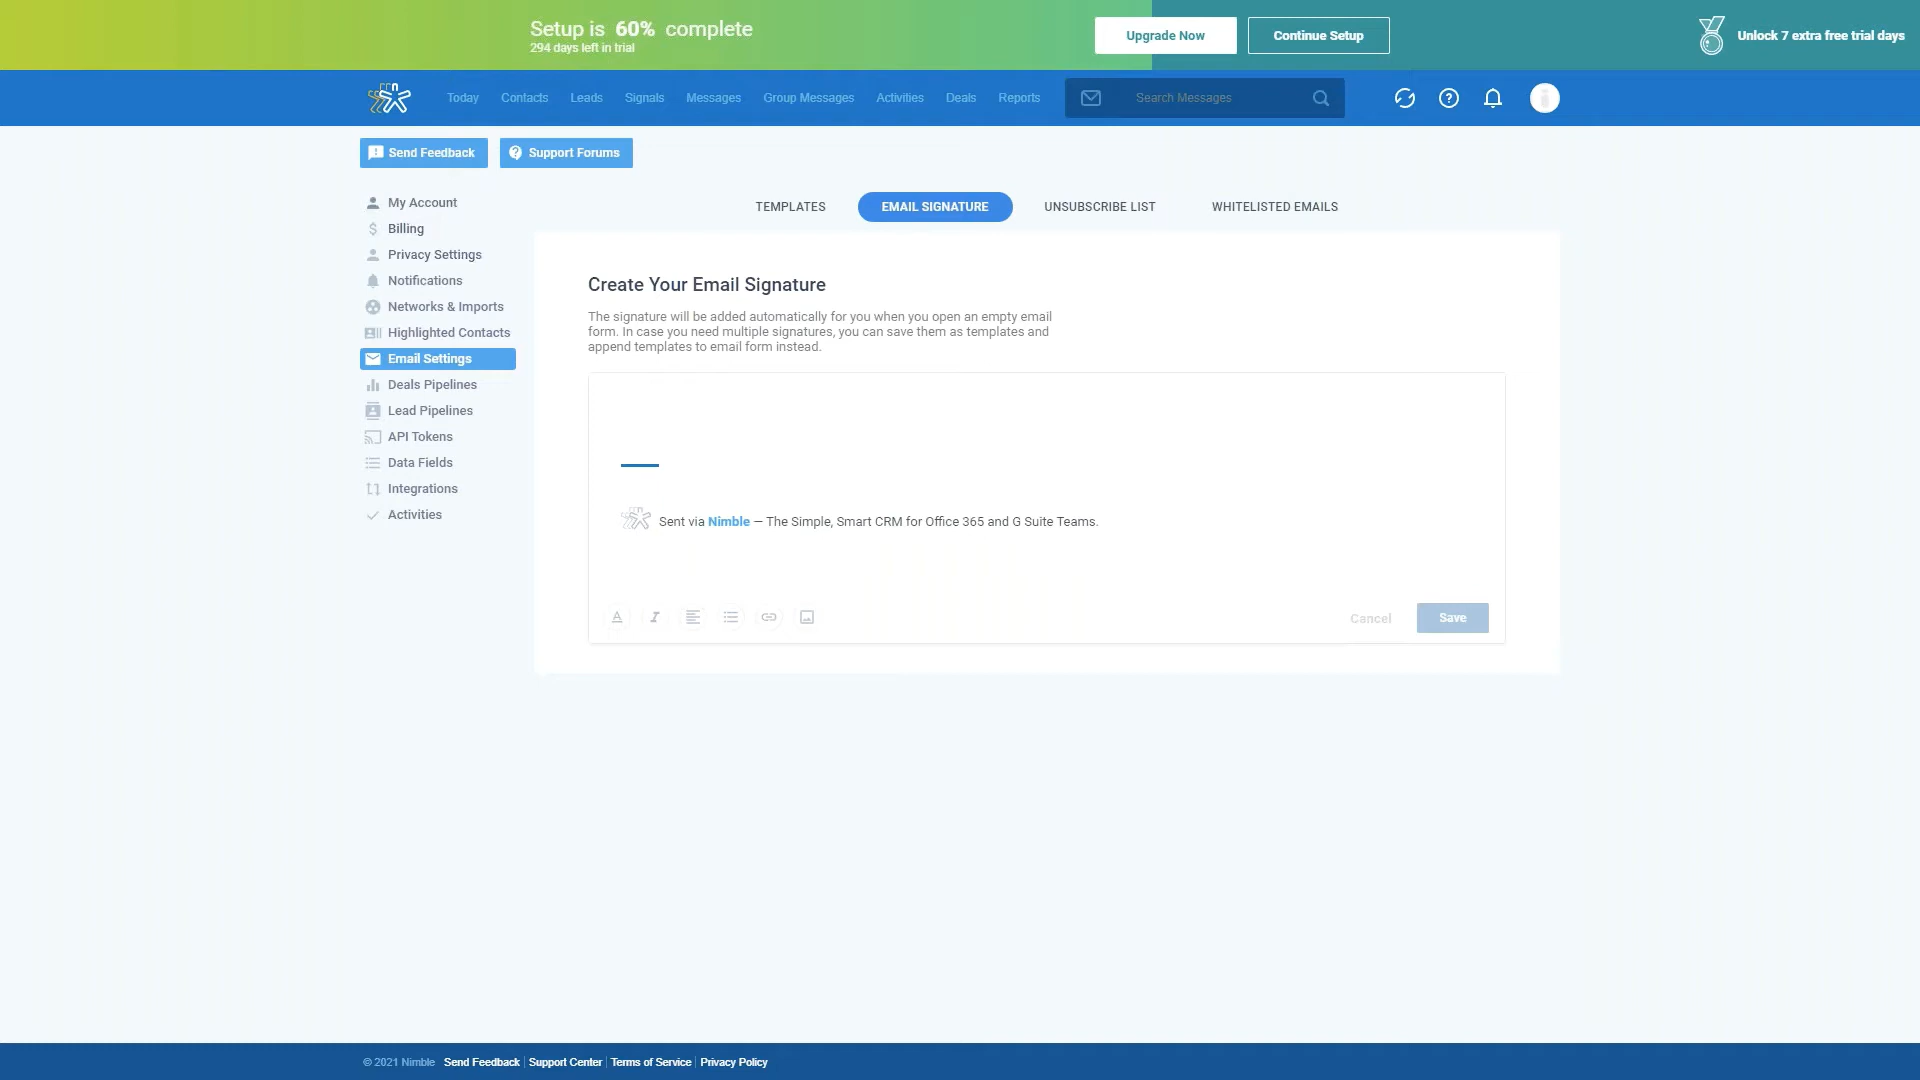 Setup is 60% complete
294 days left in trial
Upgrade Now
Continue Setup
Unlock 7 extra free trial days
Today
Contacts
Leads
Signals
Messages
Group Messages
Activities
Deals
Reports
Search Messages
Send Feedback
Support Forums
My Account
Billing
Privacy Settings
Notifications
Networks & Imports
Highlighted Contacts
Email Settings
Deals Pipelines
Lead Pipelines
API Tokens
Data Fields
Integrations
Activities
TEMPLATES
EMAIL SIGNATURE
UNSUBSCRIBE LIST
WHITELISTED EMAILS
Create Your Email Signature
The signature will be added automatically for you when you open an empty email
form. In case you need multiple signatures, you can save them as templates and
append templates to email form instead.
Sent via Nimble — The Simple, Smart CRM for Office 365 and G Suite Teams.
Cancel
Save
© 2021 Nimble Send Feedback | Support Center | Terms of Service | Privacy Policy